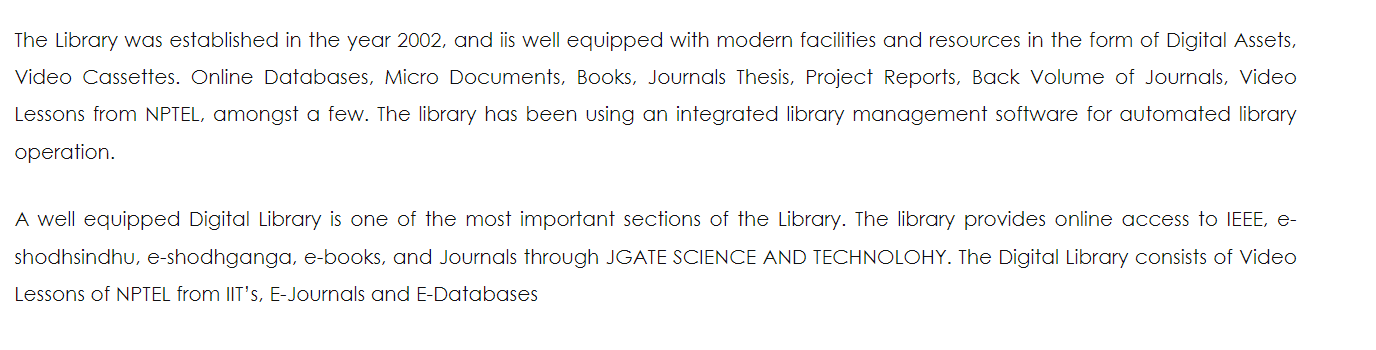 The Library was established in the year 2002, and iis well equipped with modern facilities and resources in the form of Digital Assets,
Video Cassettes. Online Databases, Micro Documents, Books, Journals Thesis, Project Reports, Back Volume of Journals, Video
Lessons from NPTEL, amongst a few. The library has been using an integrated library management software for automated library
operation.
A well equipped Digital Library is one of the most important sections of the Library. The library provides online access to IEEE, e-
shodhsindhu, e-shodhganga, e-books, and Journals through JGATE SCIENCE AND TECHNOLOHY. The Digital Library consists of Video
Lessons of NPTEL from IIT's, E-Journals and E-Databases